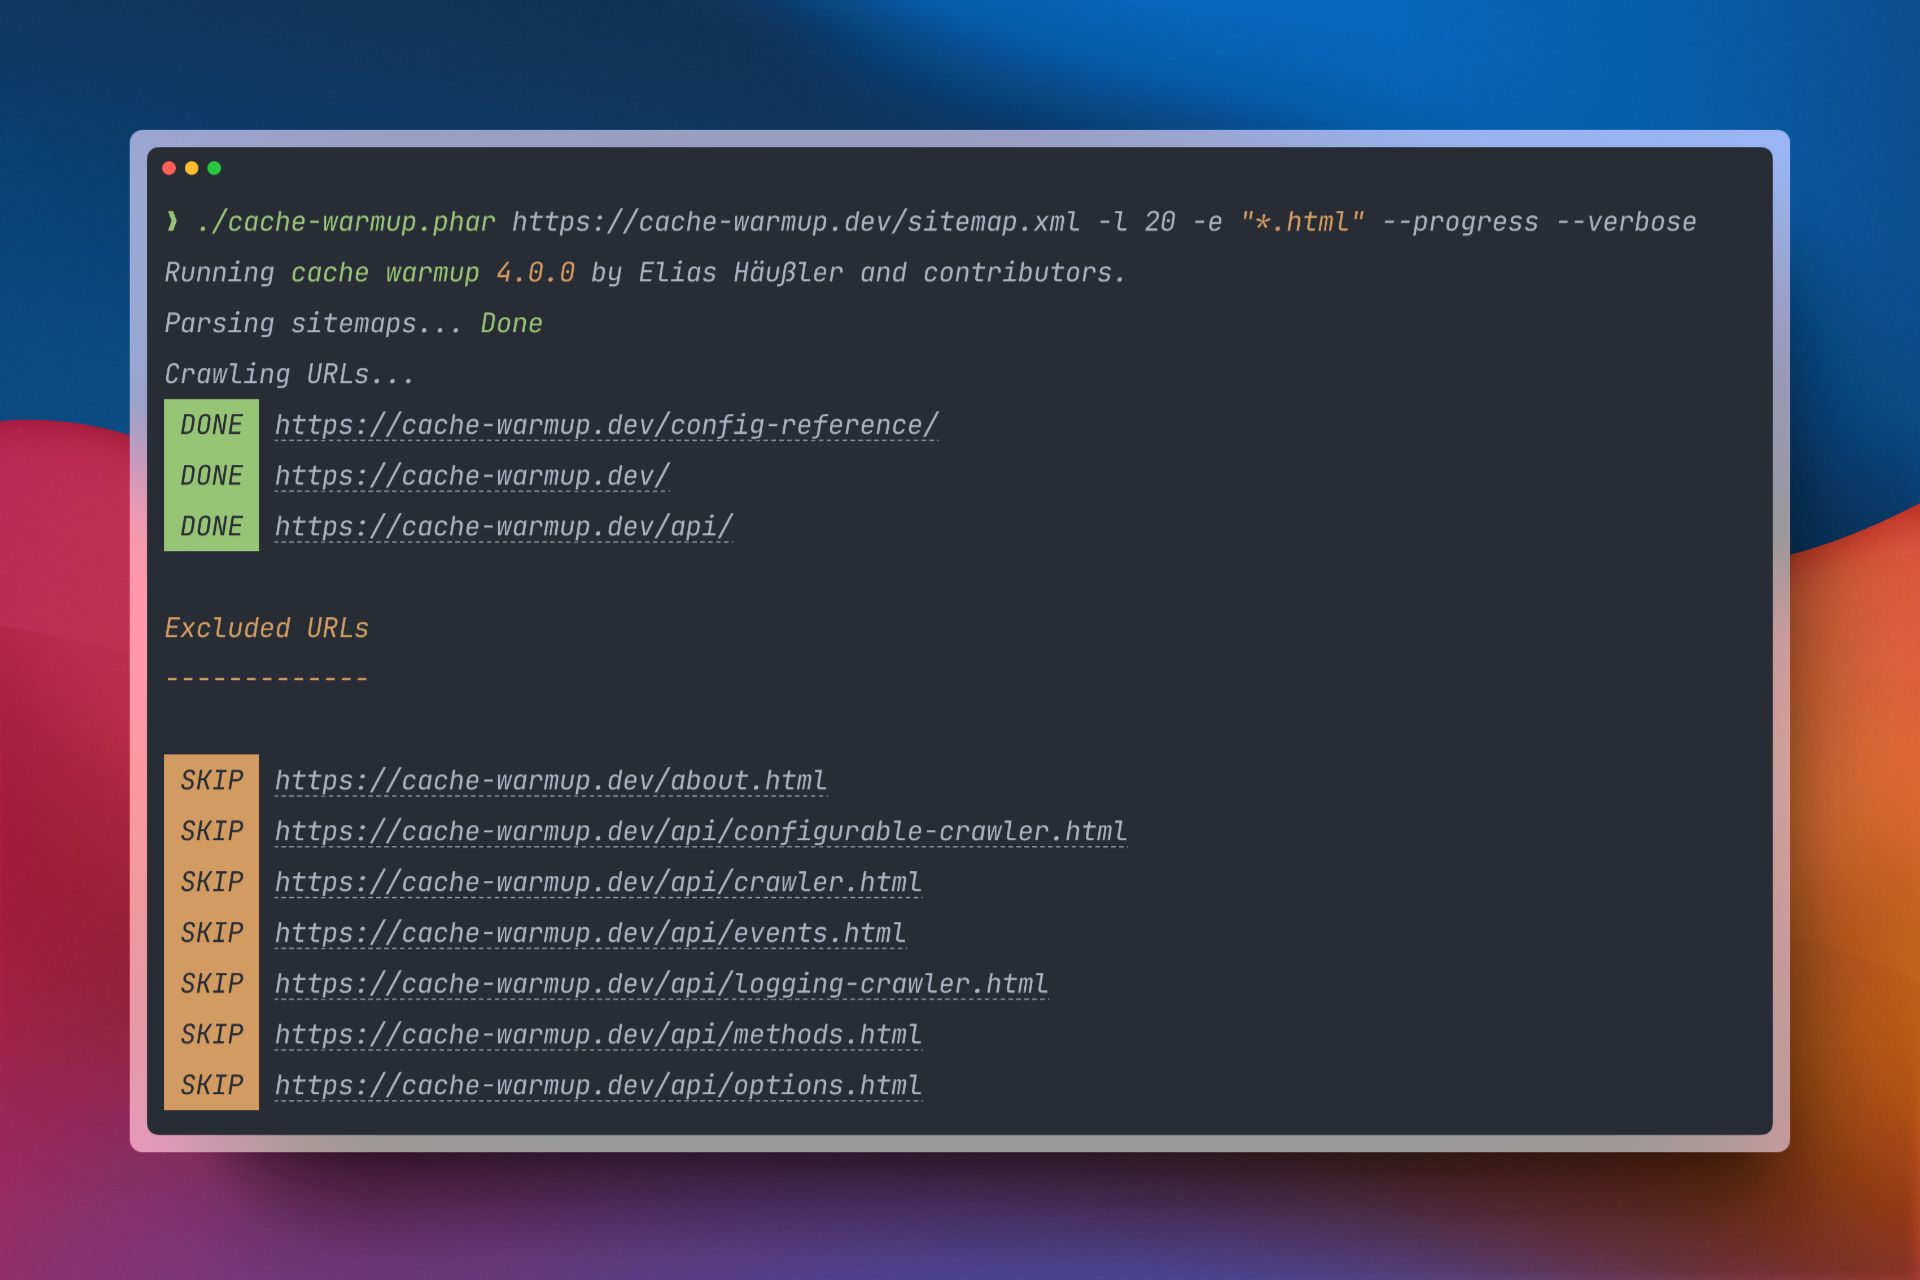 ❱ ./cache-warmup.phar https://cache-warmup.dev/sitemap.xml -l 20 -e "*.html" --progress --verbose
Running cache warmup 4.0.0 by Elias Häußler and contributors.
Parsing sitemaps... Done
Crawling URLs...
DONE https://cache-warmup.dev/config-reference/
DONE https://cache-warmup.dev/
DONE https://cache-warmup.dev/api/
Excluded URLs
-------------
SKIP https://cache-warmup.dev/about.html
SKIP https://cache-warmup.dev/api/configurable-crawler.html
SKIP https://cache-warmup.dev/api/crawler.html
SKIP https://cache-warmup.dev/api/events.html
SKIP https://cache-warmup.dev/api/logging-crawler.html
SKIP https://cache-warmup.dev/api/methods.html
SKIP https://cache-warmup.dev/api/options.html